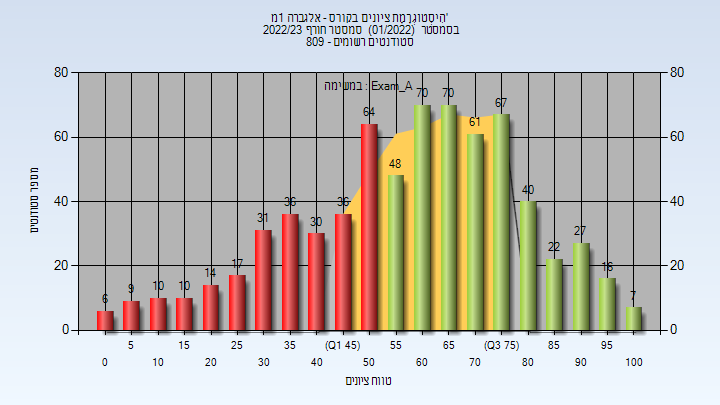 היסטוגרמת ציונים בקורס - אלגברה 1מ'
בסמסטר (01/2022) סמסטר חורף 2022/23
סטודנטים רשומים - 809
במשימה : Exam_A
מספר סטודנטים
80 80
60 60
40 40
20 20
0 0
6 9 10 10 14 17 31 36 30 36 64 48 70 70 61 67 40 22 27 16 7
5 15 25 35 (Q1 45) 55 65 (Q3 75) 85 95
0 10 20 30 40 50 60 70 80 90 100
טווח ציונים